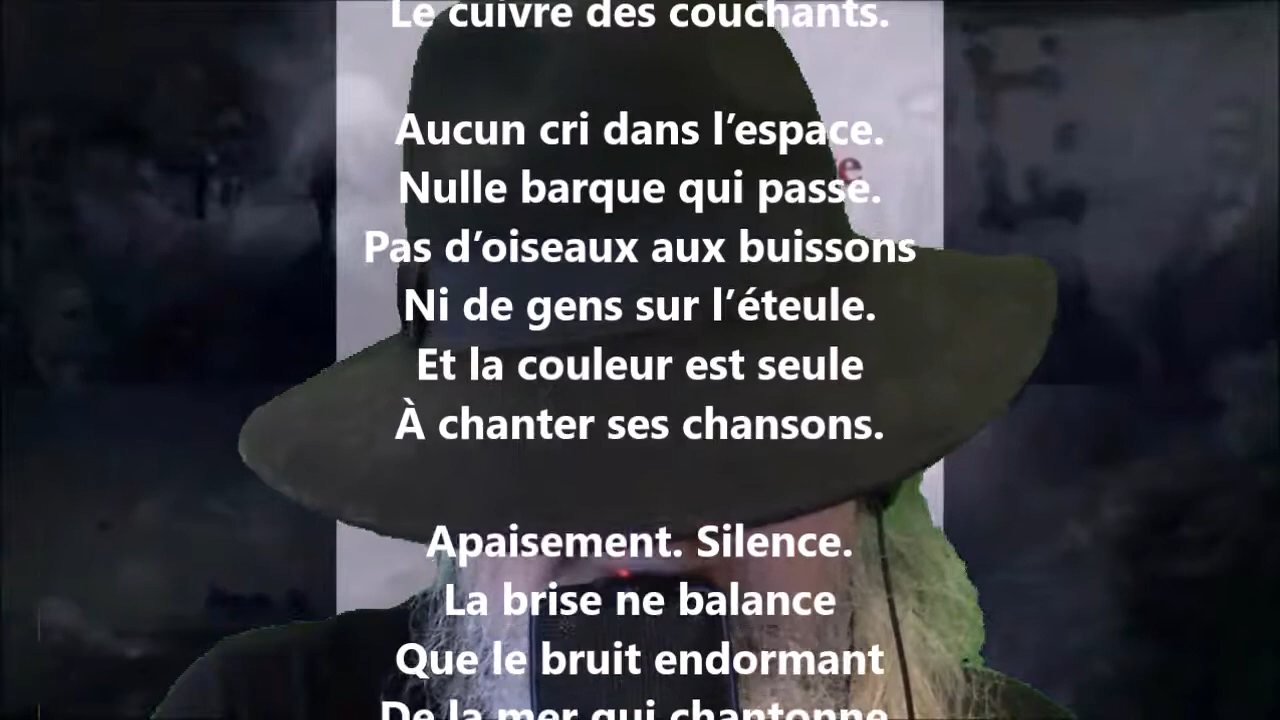 Le cuivre des couchants.
Aucun cri dans l’espace.
Nulle barque qui passe.
Pas d’oiseaux aux buissons
Ni de gens sur l’éteule.
Et la couleur est seule
À chanter ses chansons.
Apaisement. Silence.
La brise ne balance
Que le bruit endormant
De la mer qui chantonne